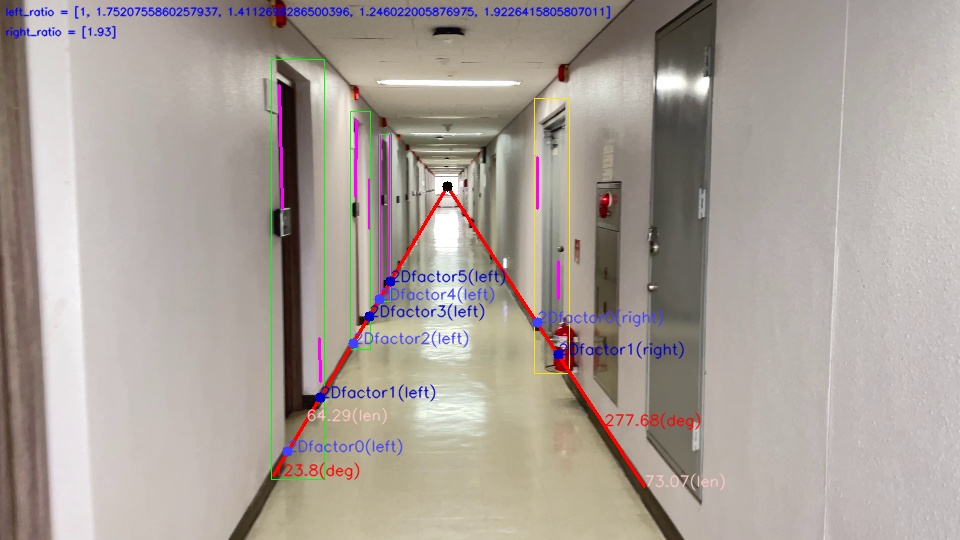 left_ratio = [1, 1.7520755860257937, 1.4112698286500396, 1.246022005876975, 1.9226415805807011]
right_ratio = [1.93]
2Dfactor5(left)
2Dfactor4(left)
2Dfactor3(left)
2Dfactor0(right)
2Dfactor2(left)
2Dfactor1(right)
2Dfactor1(left)
64.29(len)
277.68(deg)
2Dfactor0(left)
23.8(deg)
73.07(len)